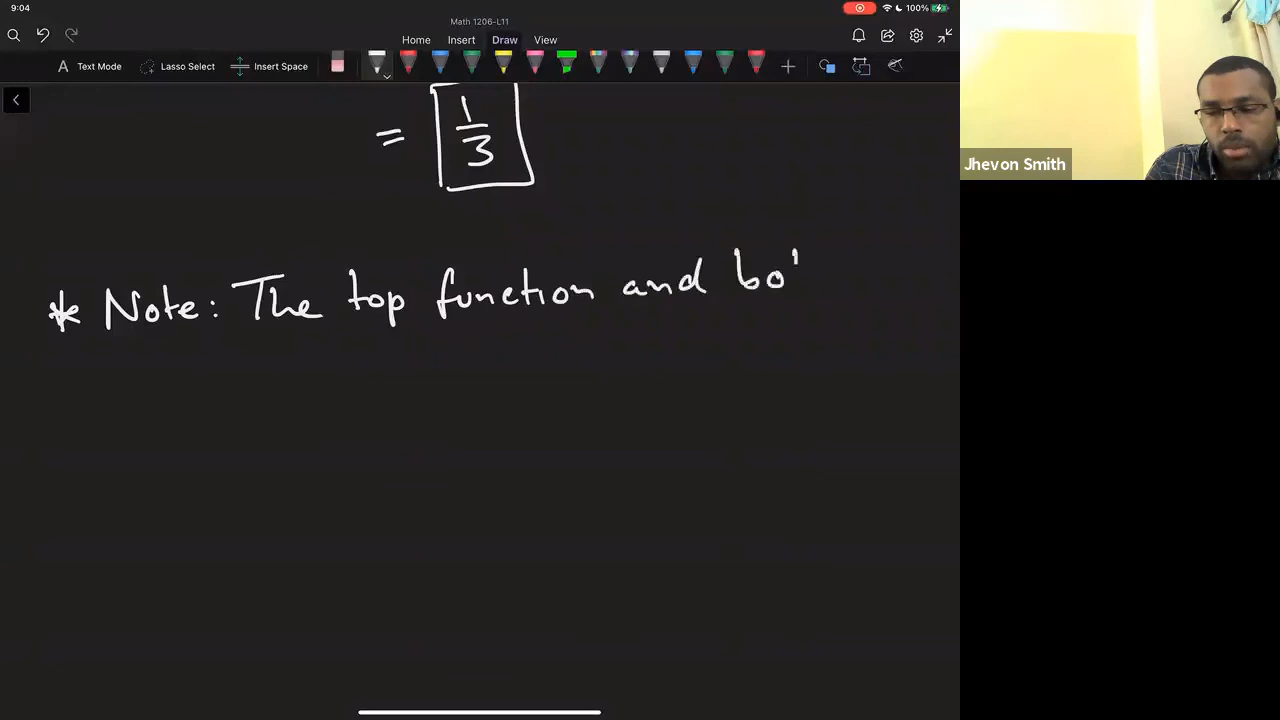 9:04
100%
Math 1206-L11
Home Insert Draw View
A Text Mode Lasso Select Insert Space
= 1/3
* Note: The top function and bo
Jhevon Smith